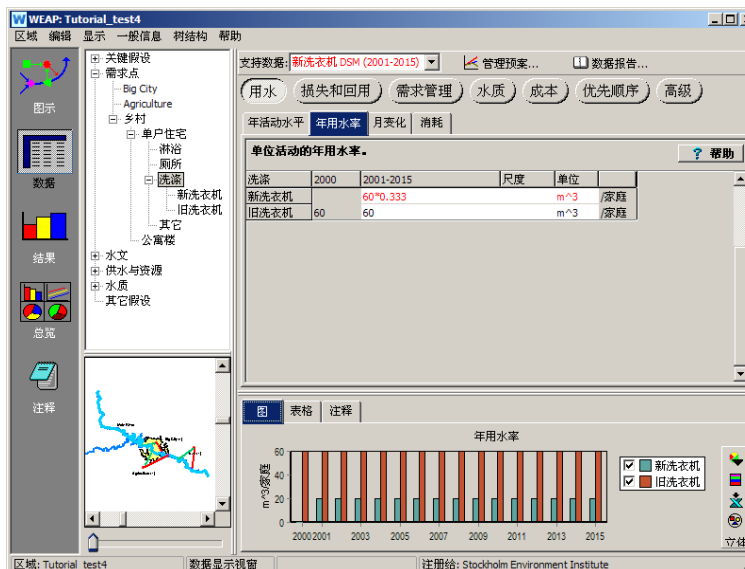 WEAP: Tutorial_test4
区域 编辑 显示 一般信息 树结构 帮助
图示
数据
结果
总览
注释
关键假设
需求点
Big City
Agriculture
乡村
单户住宅
淋浴
厕所
洗涤
新洗衣机
旧洗衣机
其它
公寓楼
水文
供水与资源
水质
其它假设
支持数据: 新洗衣机 DSM (2001-2015) 管理预案... 数据报告...
用水 损失和回用 需求管理 水质 成本 优先顺序 高级
年活动水平 年用水率 月变化 消耗
单位活动的年用水率。 ? 帮助
洗涤 2000 2001-2015 尺度 单位
新洗衣机 60*0.333 m^3 /家庭
旧洗衣机 60 60 m^3 /家庭
图 表格 注释
年用水率
m^3/家庭
60
40
20
0
2000 2001 2003 2005 2007 2009 2011 2013 2015
新洗衣机
旧洗衣机
立体
区域: Tutorial_test4 数据显示视窗 注册给: Stockholm Environment Institute